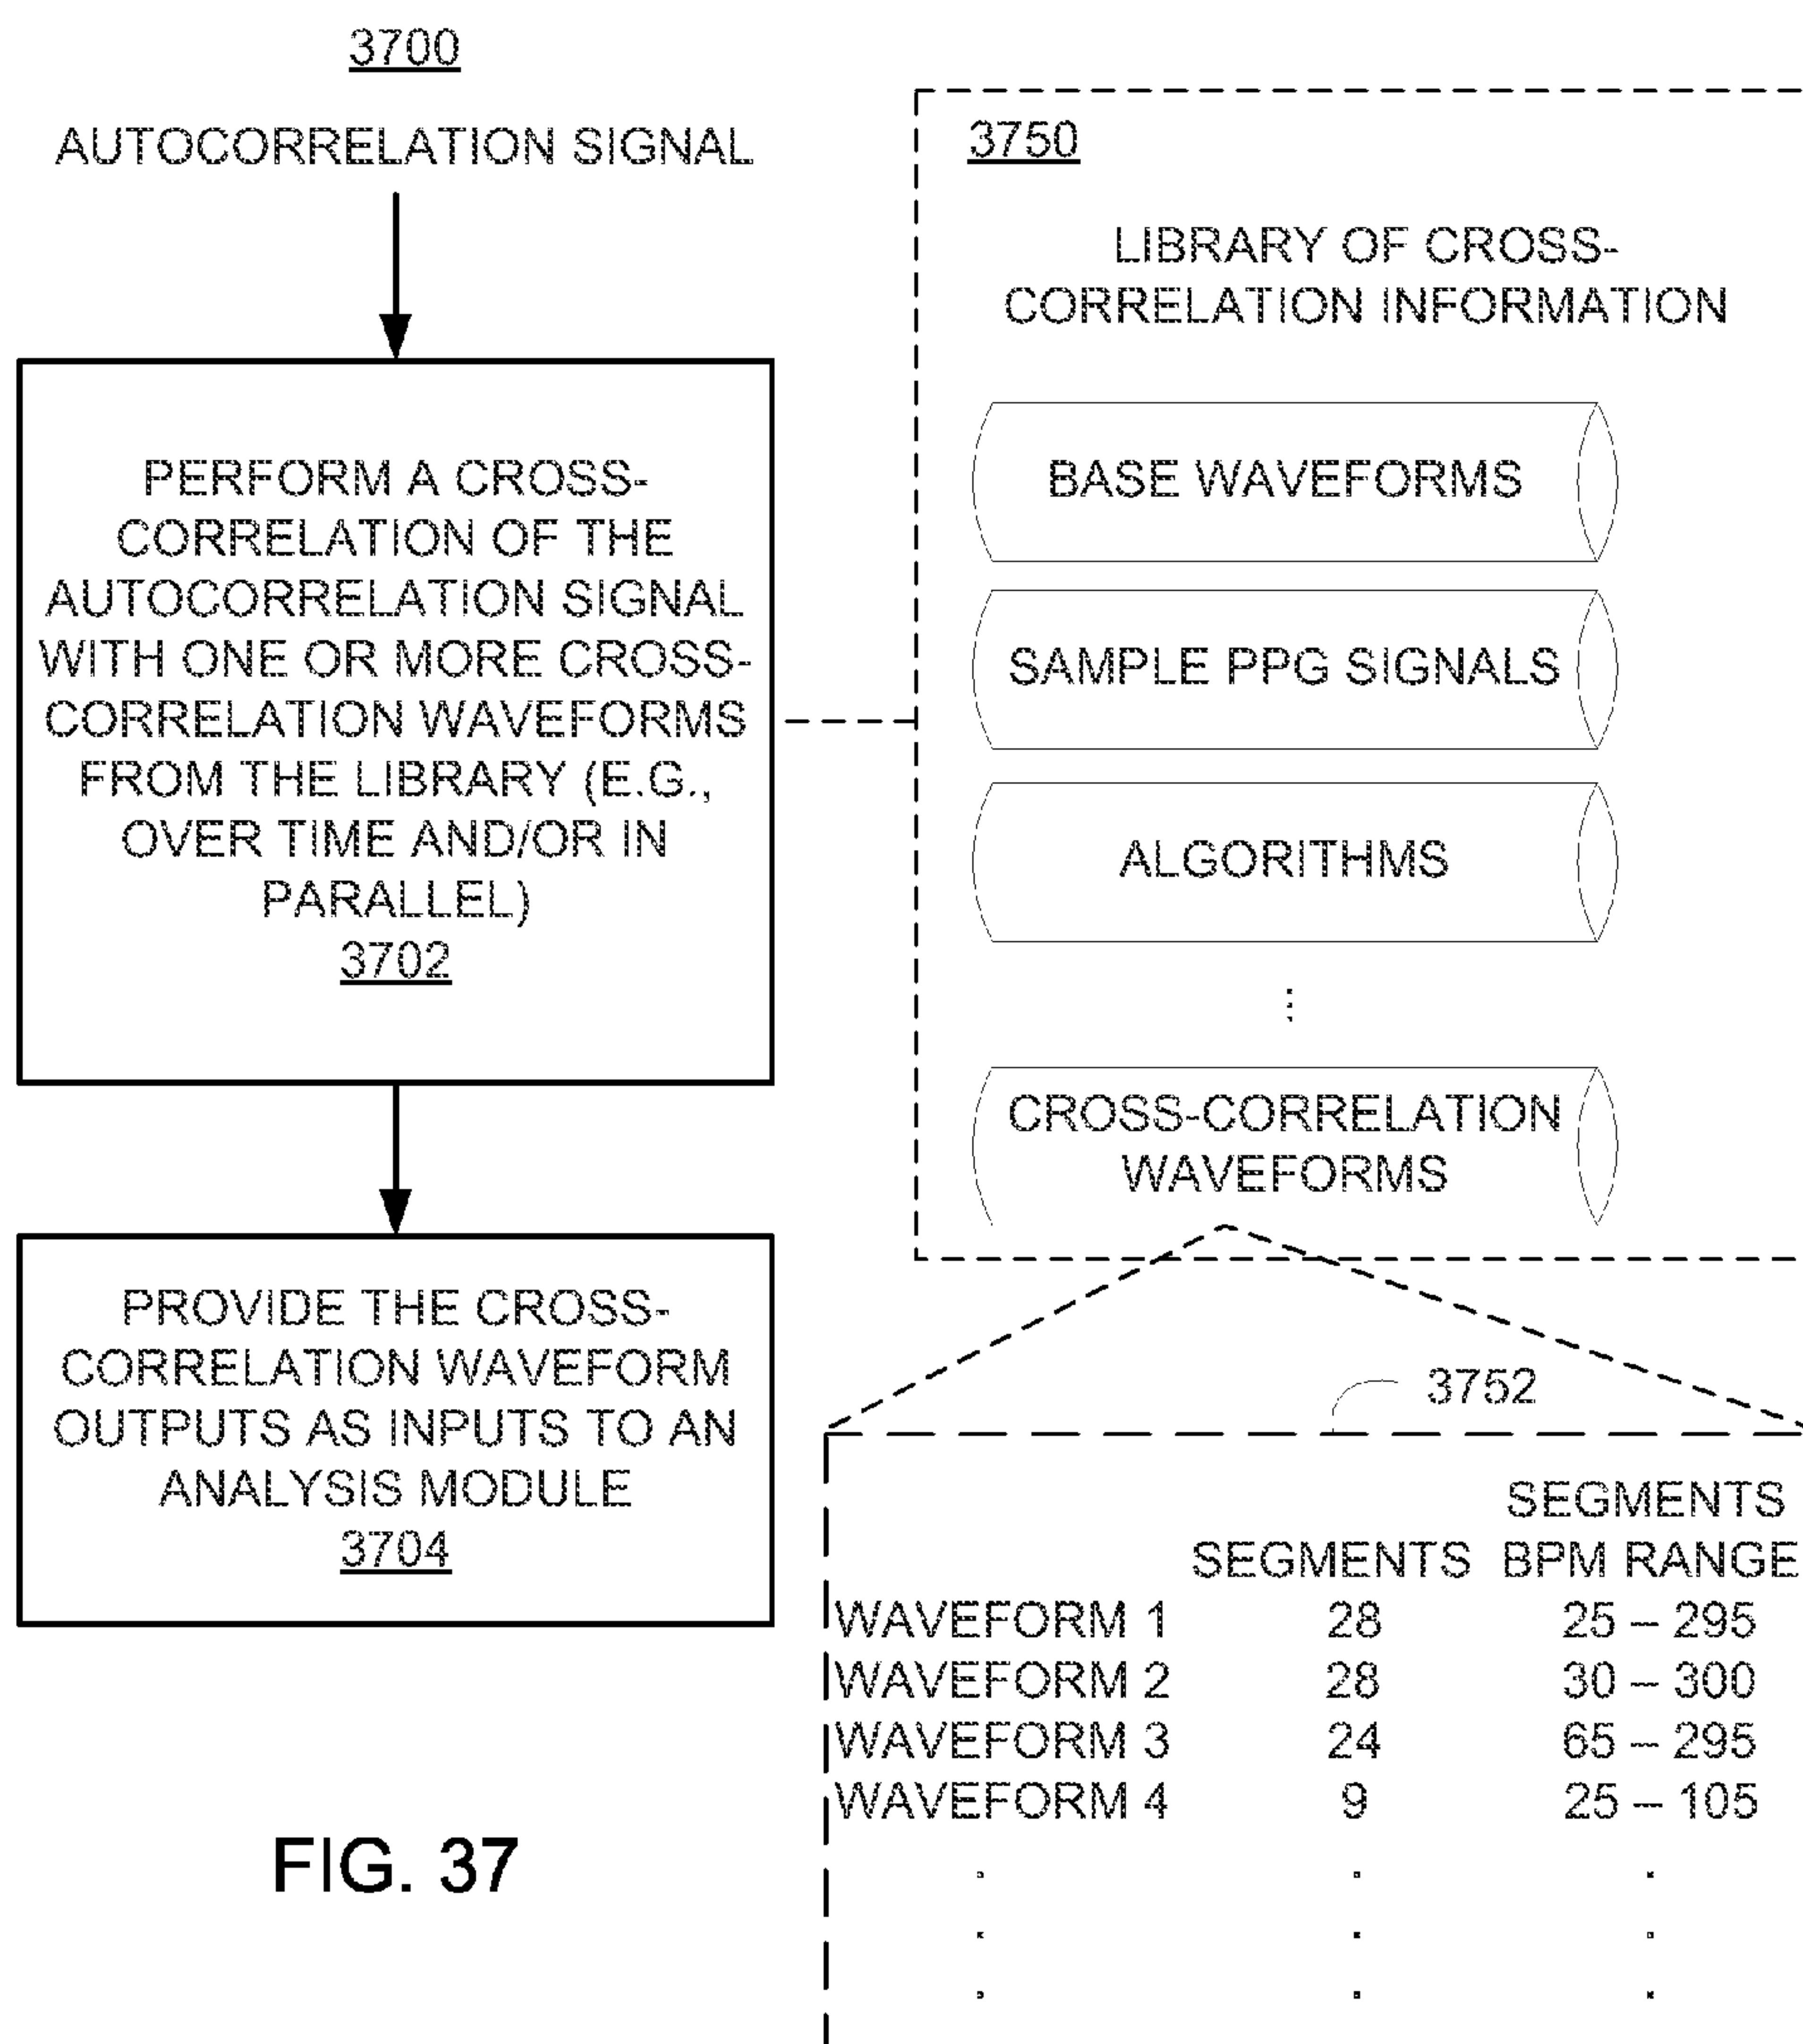 3700
AUTOCORRELATION SIGNAL
PERFORM A CROSS-
CORRELATION OF THE
AUTOCORRELATION SIGNAL
WITH ONE OR MORE CROSS-
CORRELATION WAVEFORMS
FROM THE LIBRARY (E.G.,
OVER TIME AND/OR IN
PARALLEL)
3702
PROVIDE THE CROSS-
CORRELATION WAVEFORM
OUTPUTS AS INPUTS TO AN
ANALYSIS MODULE
3704
3750
LIBRARY OF CROSS-
CORRELATION INFORMATION
BASE WAVEFORMS
SAMPLE PPG SIGNALS
ALGORITHMS
⋮
CROSS-CORRELATION
WAVEFORMS
3752
SEGMENTS
SEGMENTS BPM RANGE
WAVEFORM 1 28 25 – 295
WAVEFORM 2 28 30 – 300
WAVEFORM 3 24 65 – 295
WAVEFORM 4 9 25 – 105
. . .
. . .
. . .
FIG. 37